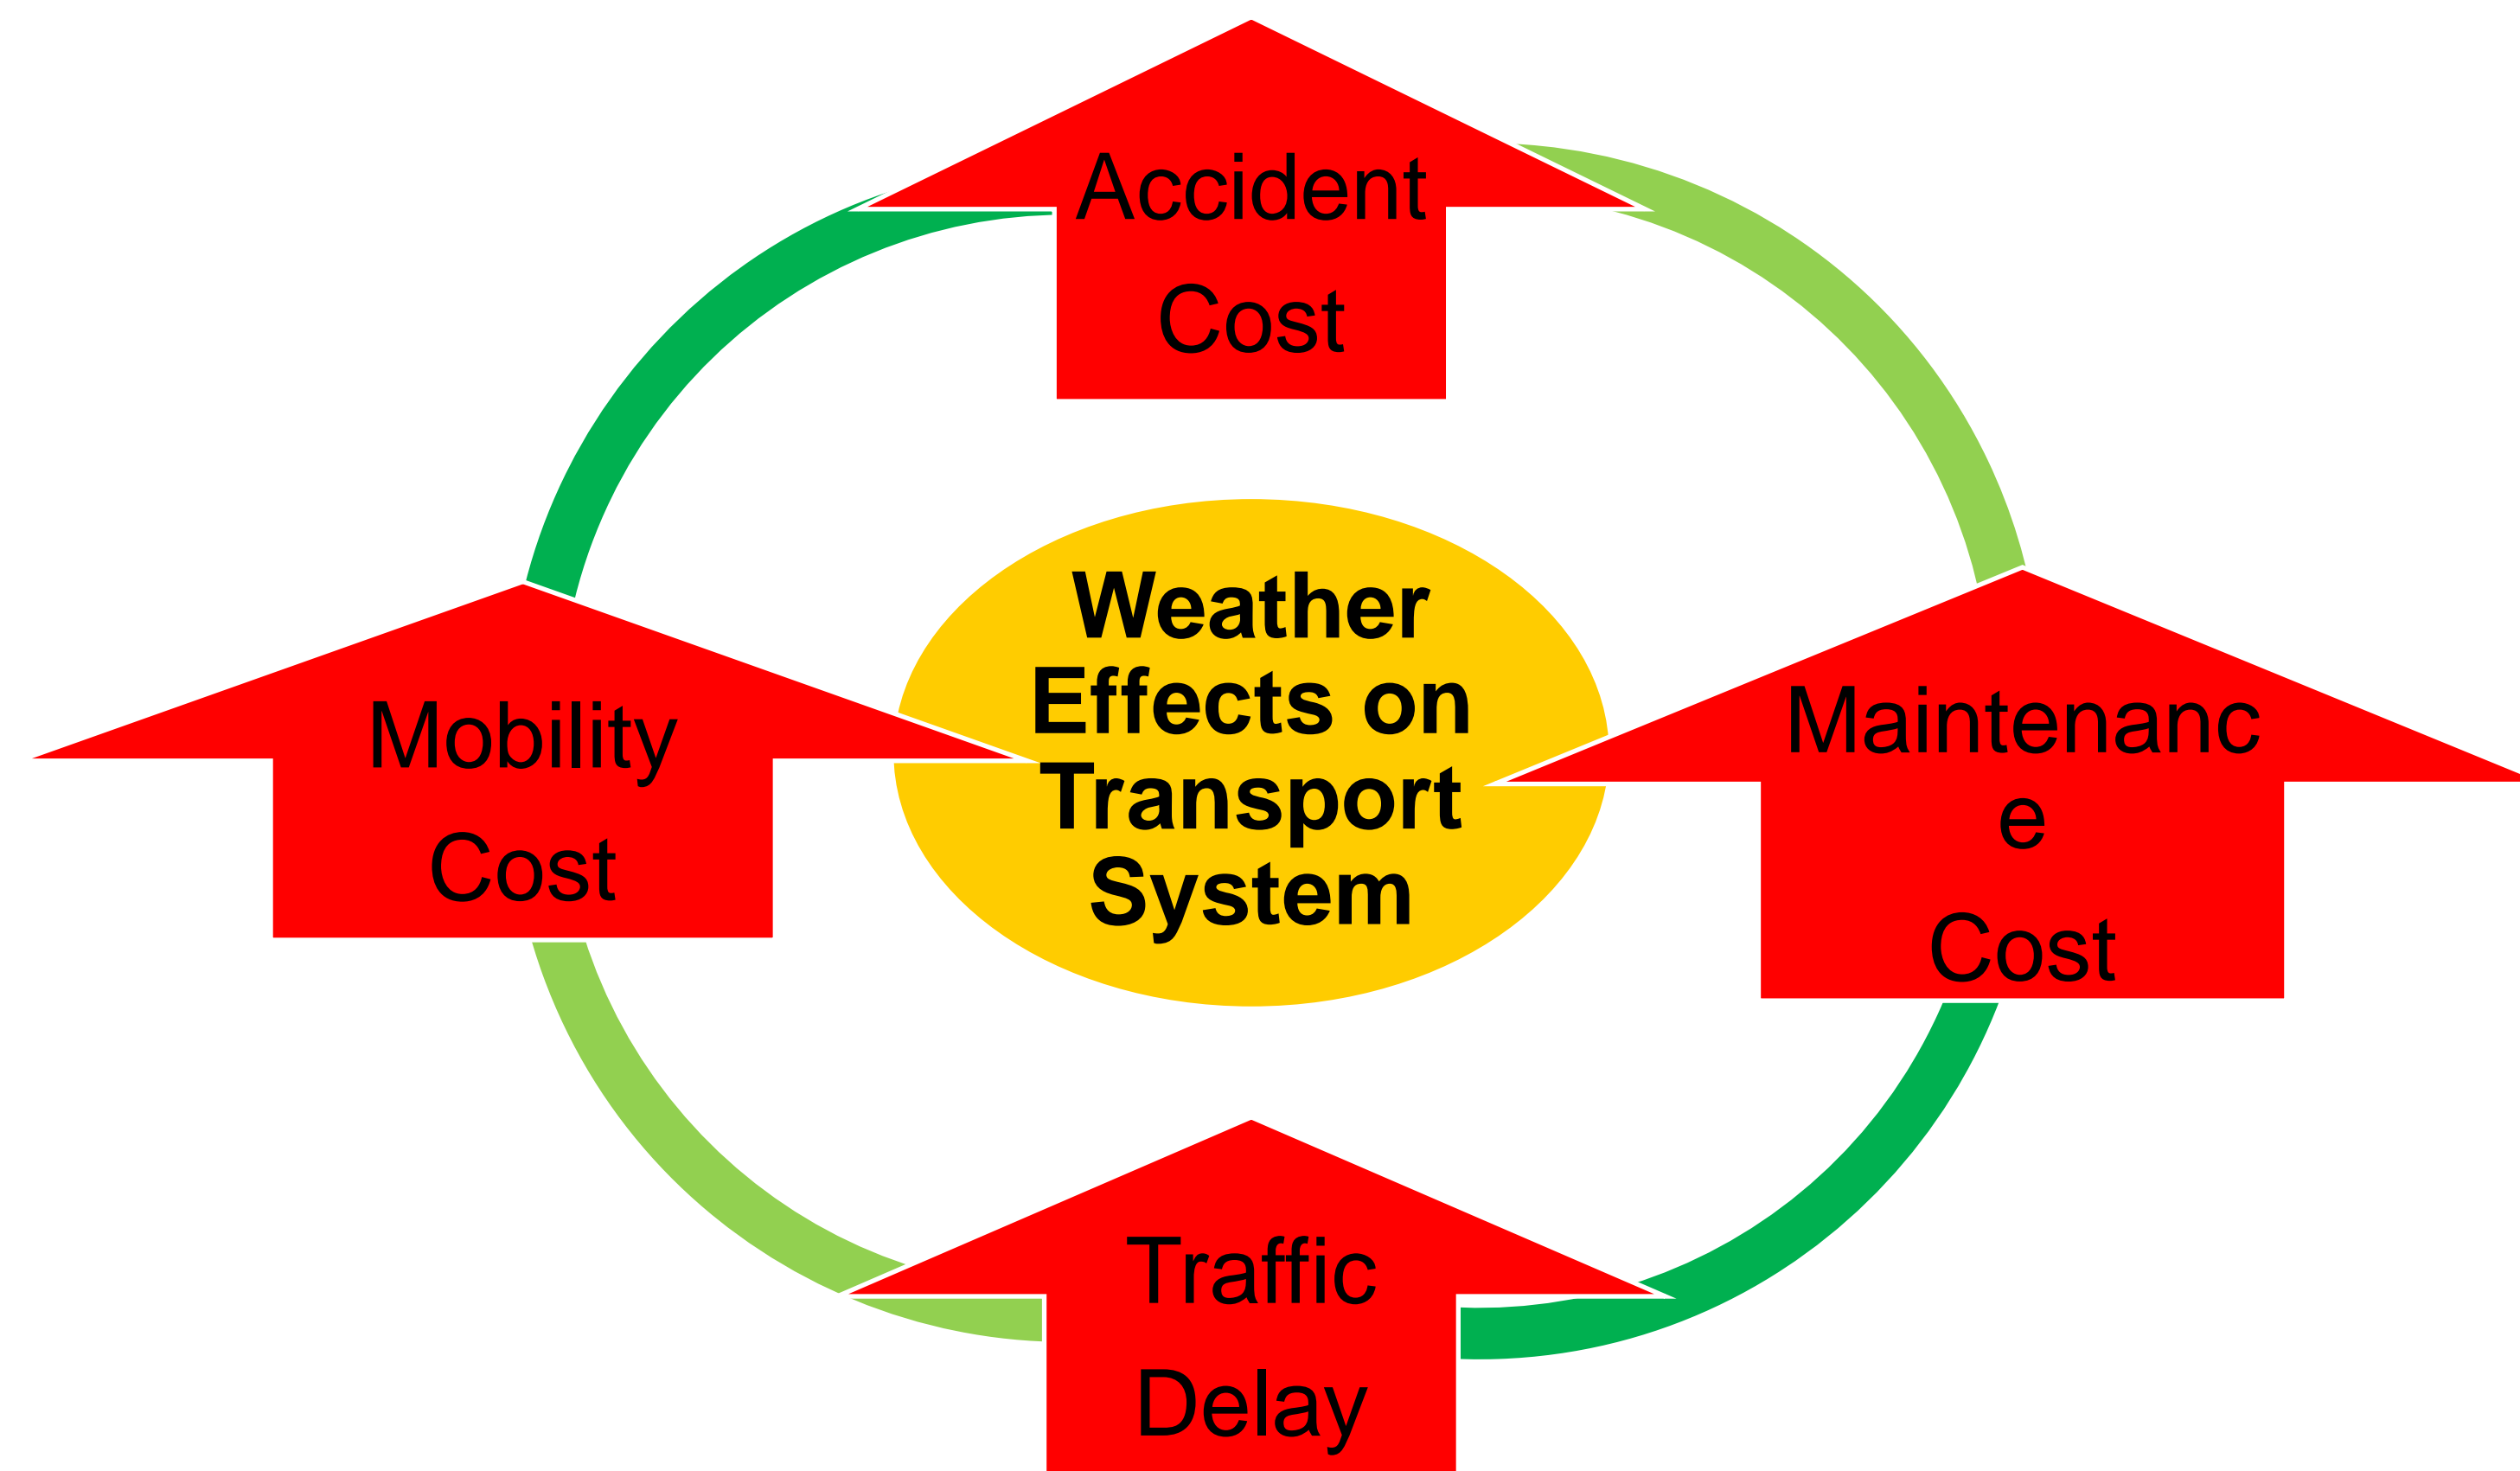 Accident
Cost
Weather
Effects on
Transport
System
Mobility
Cost
Maintenanc
e
Cost
Traffic
Delay